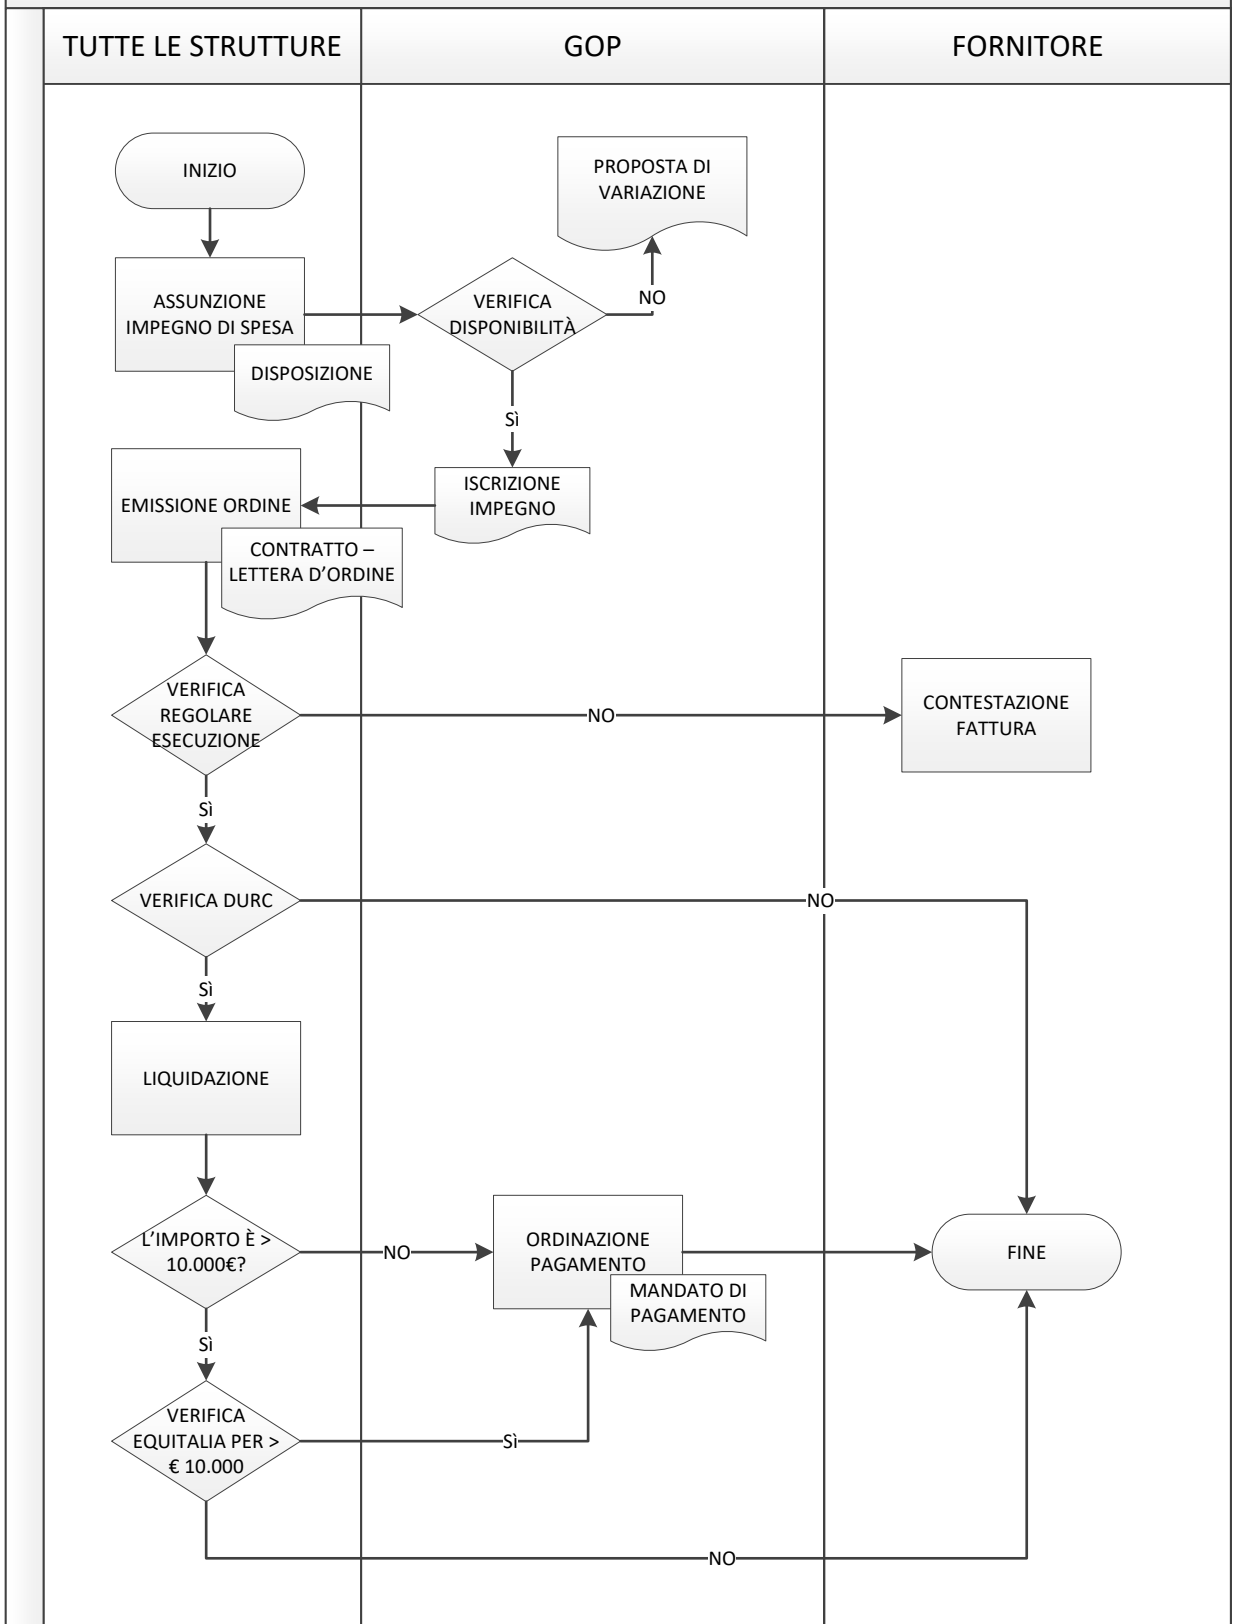 TUTTE LE STRUTTURE
GOP
FORNITORE
INIZIO
PROPOSTA DI
VARIAZIONE
ASSUNZIONE
IMPEGNO DI SPESA
VERIFICA
DISPONIBILITÀ
NO
DISPOSIZIONE
Sì
EMISSIONE ORDINE
ISCRIZIONE
IMPEGNO
CONTRATTO –
LETTERA D'ORDINE
VERIFICA
REGOLARE
ESECUZIONE
NO
CONTESTAZIONE
FATTURA
Sì
VERIFICA DURC
NO
Sì
LIQUIDAZIONE
L'IMPORTO È >
10.000€?
NO
ORDINAZIONE
PAGAMENTO
FINE
MANDATO DI
PAGAMENTO
Sì
VERIFICA
EQUITALIA PER >
€ 10.000
Sì
NO